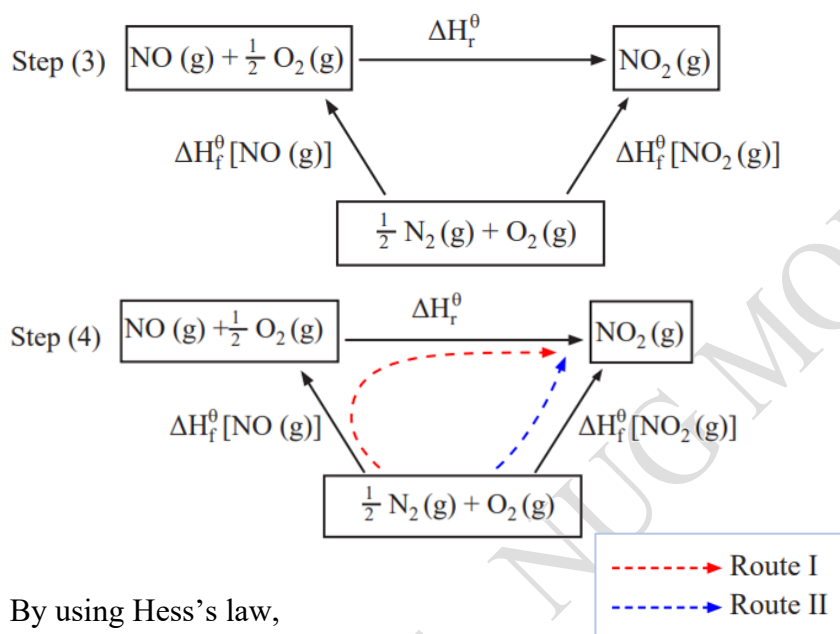 ΔH_r^θ
Step (3) NO (g) + 1/2 O₂ (g) NO₂ (g)
ΔH_f^θ [NO (g)] ΔH_f^θ [NO₂ (g)]
1/2 N₂ (g) + O₂ (g)
ΔH_r^θ
Step (4) NO (g) + 1/2 O₂ (g) NO₂ (g)
ΔH_f^θ [NO (g)] ΔH_f^θ [NO₂ (g)]
1/2 N₂ (g) + O₂ (g)
Route I
Route II
By using Hess’s law,
NUG